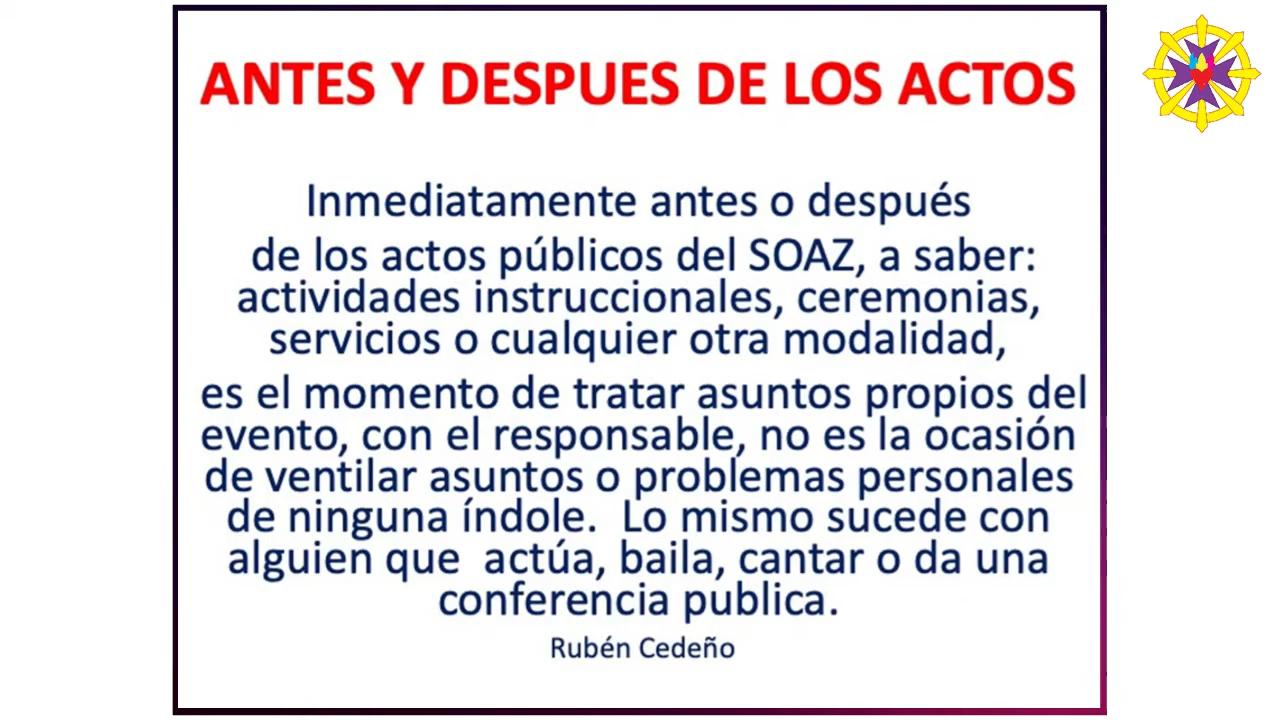 ANTES Y DESPUES DE LOS ACTOS
Inmediatamente antes o después
de los actos públicos del SOAZ, a saber:
actividades instruccionales, ceremonias,
servicios o cualquier otra modalidad,
es el momento de tratar asuntos propios del
evento, con el responsable, no es la ocasión
de ventilar asuntos o problemas personales
de ninguna índole.  Lo mismo sucede con
alguien que  actúa, baila, cantar o da una
conferencia publica.
Rubén Cedeño